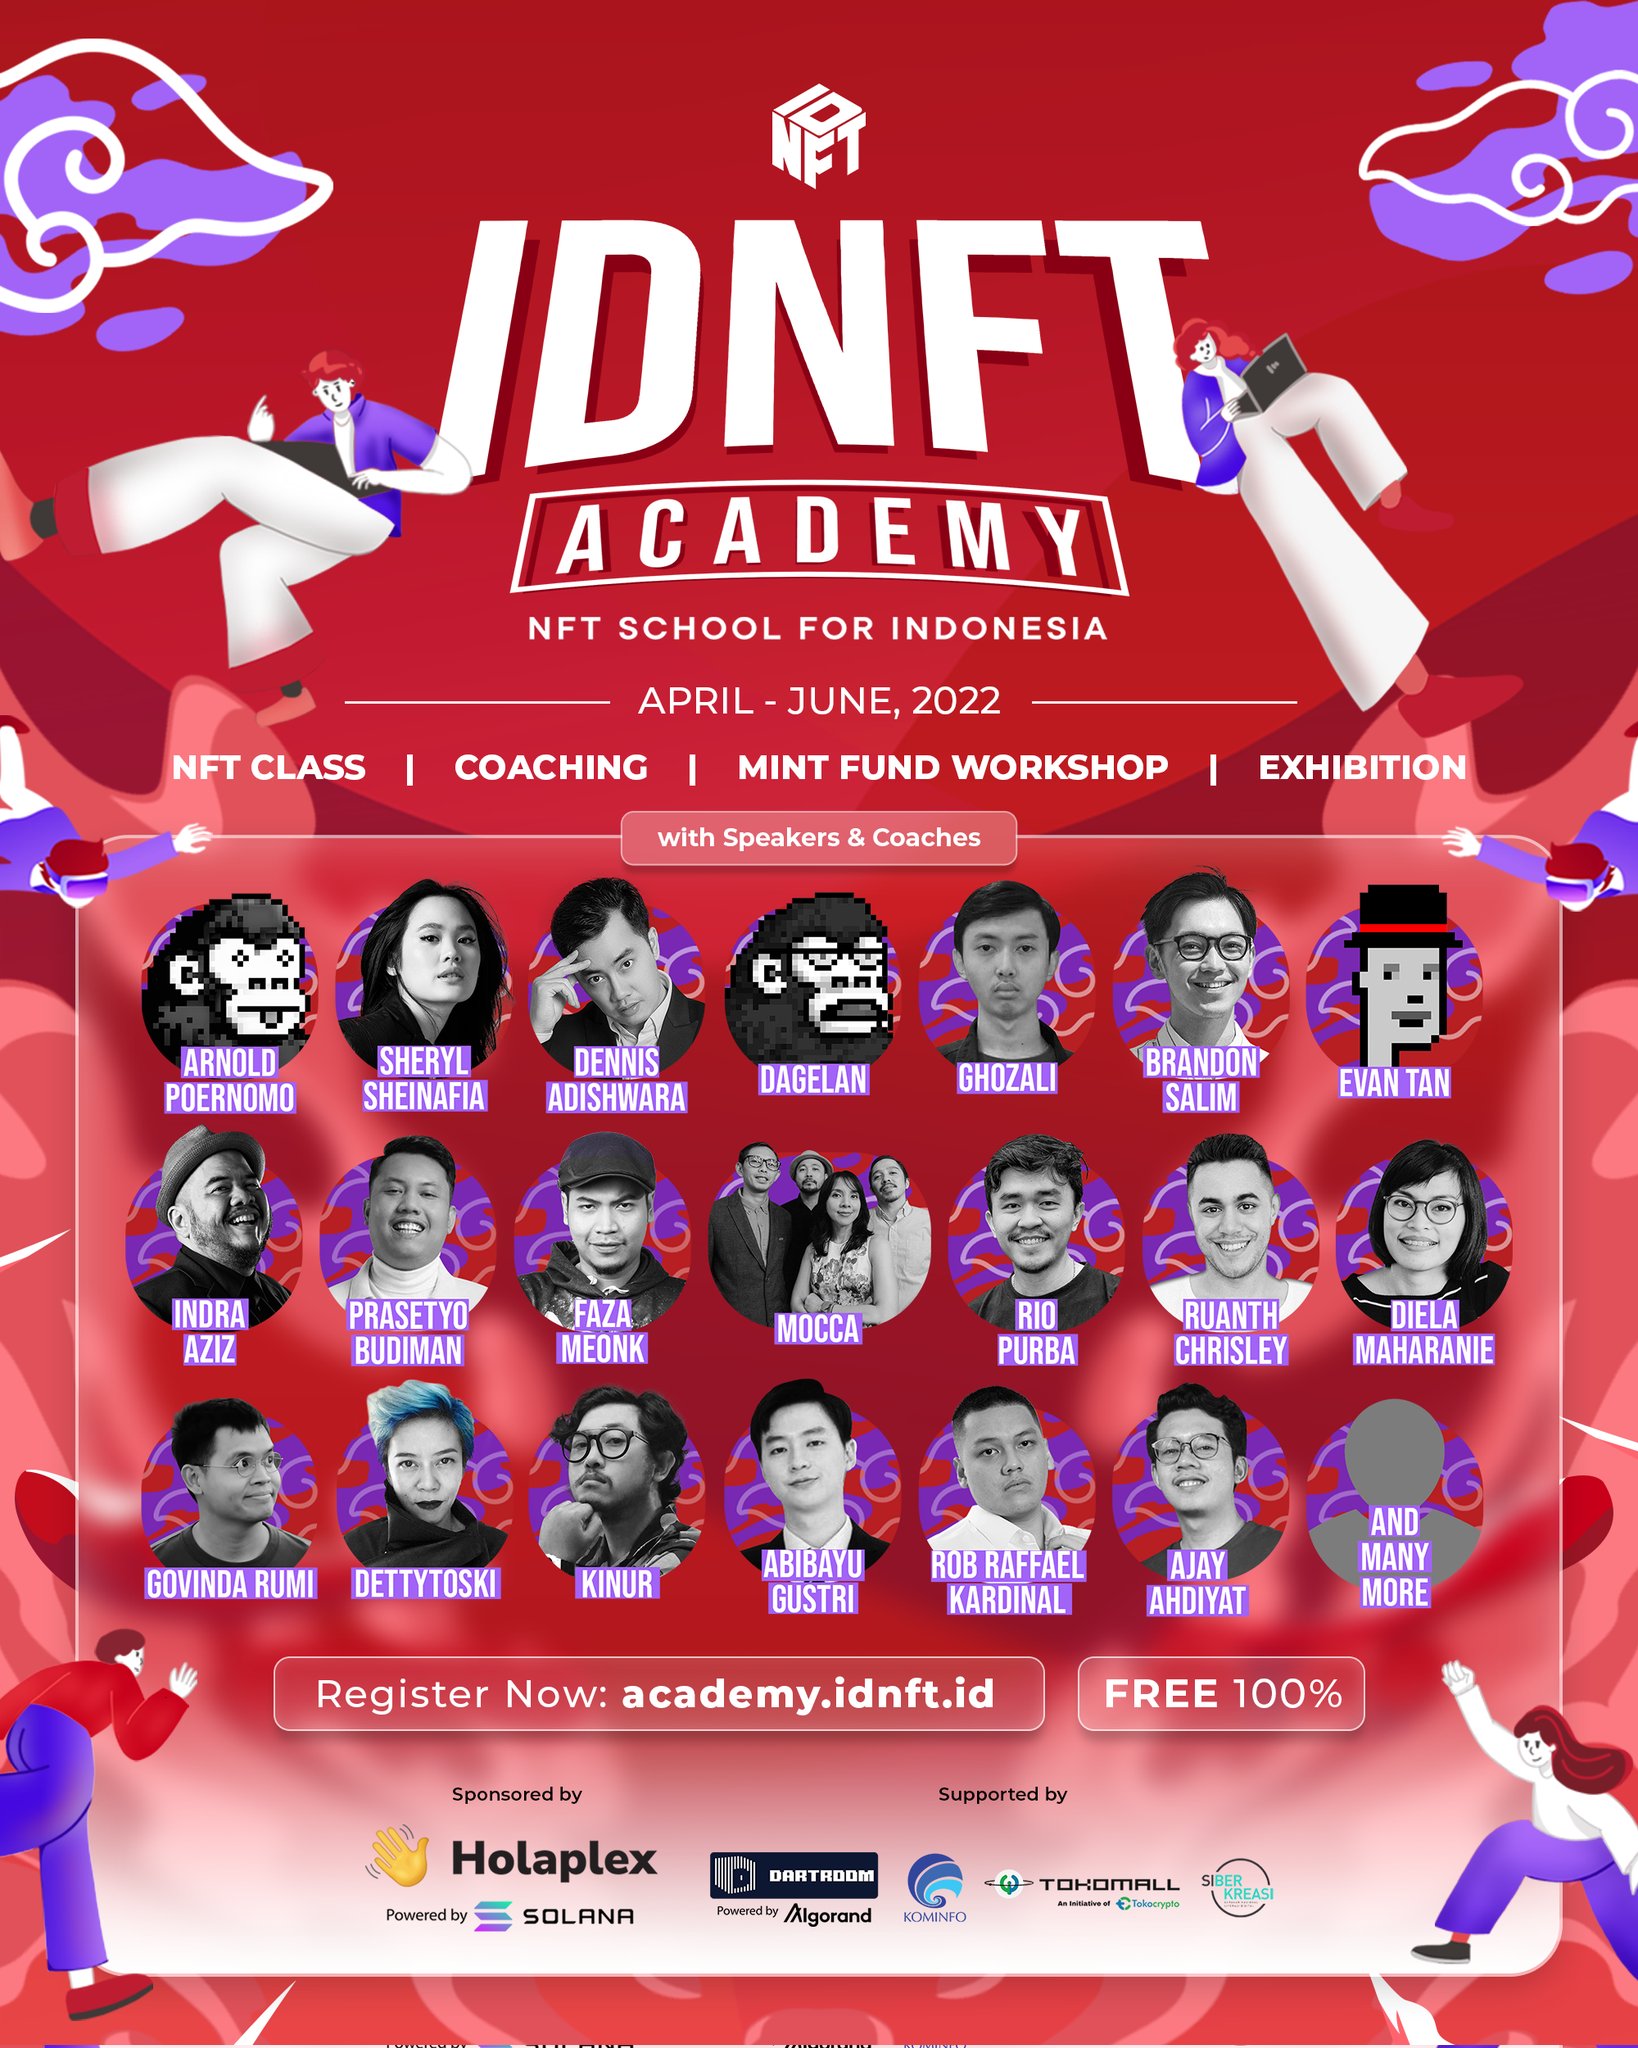 ID
NFT
IDNFT
ACADEMY
NFT SCHOOL FOR INDONESIA
APRIL - JUNE, 2022
NFT CLASS | COACHING | MINT FUND WORKSHOP | EXHIBITION
with Speakers & Coaches
ARNOLD
POERNOMO
SHERYL
SHEINAFIA
DENNIS
ADISHWARA
DAGELAN
GHOZALI
BRANDON
SALIM
EVAN TAN
INDRA
AZIZ
PRASETYO
BUDIMAN
FAZA
MEONK
MOCCA
RIO
PURBA
RUANTH
CHRISLEY
DIELA
MAHARANIE
GOVINDA RUMI
DETTYTOSKI
KINUR
ABIBAYU
GUSTRI
ROB RAFFAEL
KARDINAL
AJAY
AHDIYAT
AND
MANY
MORE
Register Now: academy.idnft.id
FREE 100%
Sponsored by
Holaplex
Powered by SOLANA
Supported by
DARTROOM
Powered by Algorand
KOMINFO
TOKOMALL
An Initiative of Tokocrypto
SIBER
KREASI